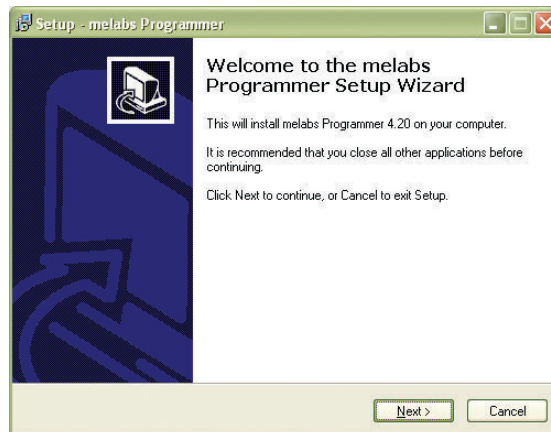 Setup - melabs Programmer
Welcome to the melabs
Programmer Setup Wizard
This will install melabs Programmer 4.20 on your computer.
It is recommended that you close all other applications before
continuing.
Click Next to continue, or Cancel to exit Setup.
Next >
Cancel